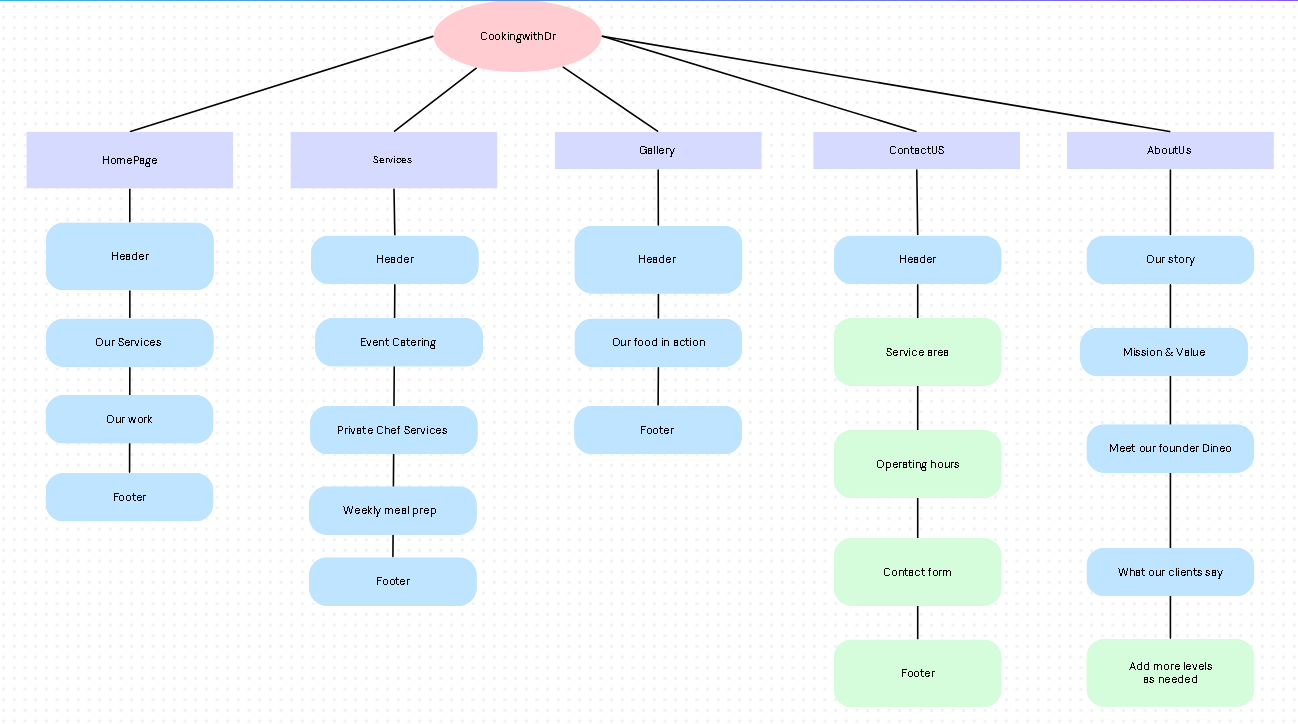 CookingwithDr
HomePage
Services
Gallery
ContactUS
AboutUs
Header
Our Services
Our work
Footer
Header
Event Catering
Private Chef Services
Weekly meal prep
Footer
Header
Our food in action
Footer
Header
Service area
Operating hours
Contact form
Footer
Our story
Mission & Value
Meet our founder Dineo
What our clients say
Add more levels
as needed